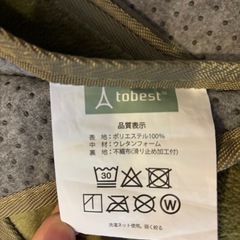 tobest
品質表示
表 地：ポリエステル100%
中 材：ウレタンフォーム
裏 地：不織布(滑り止め加工付)
30
W
洗濯ネット使用。弱く絞る。